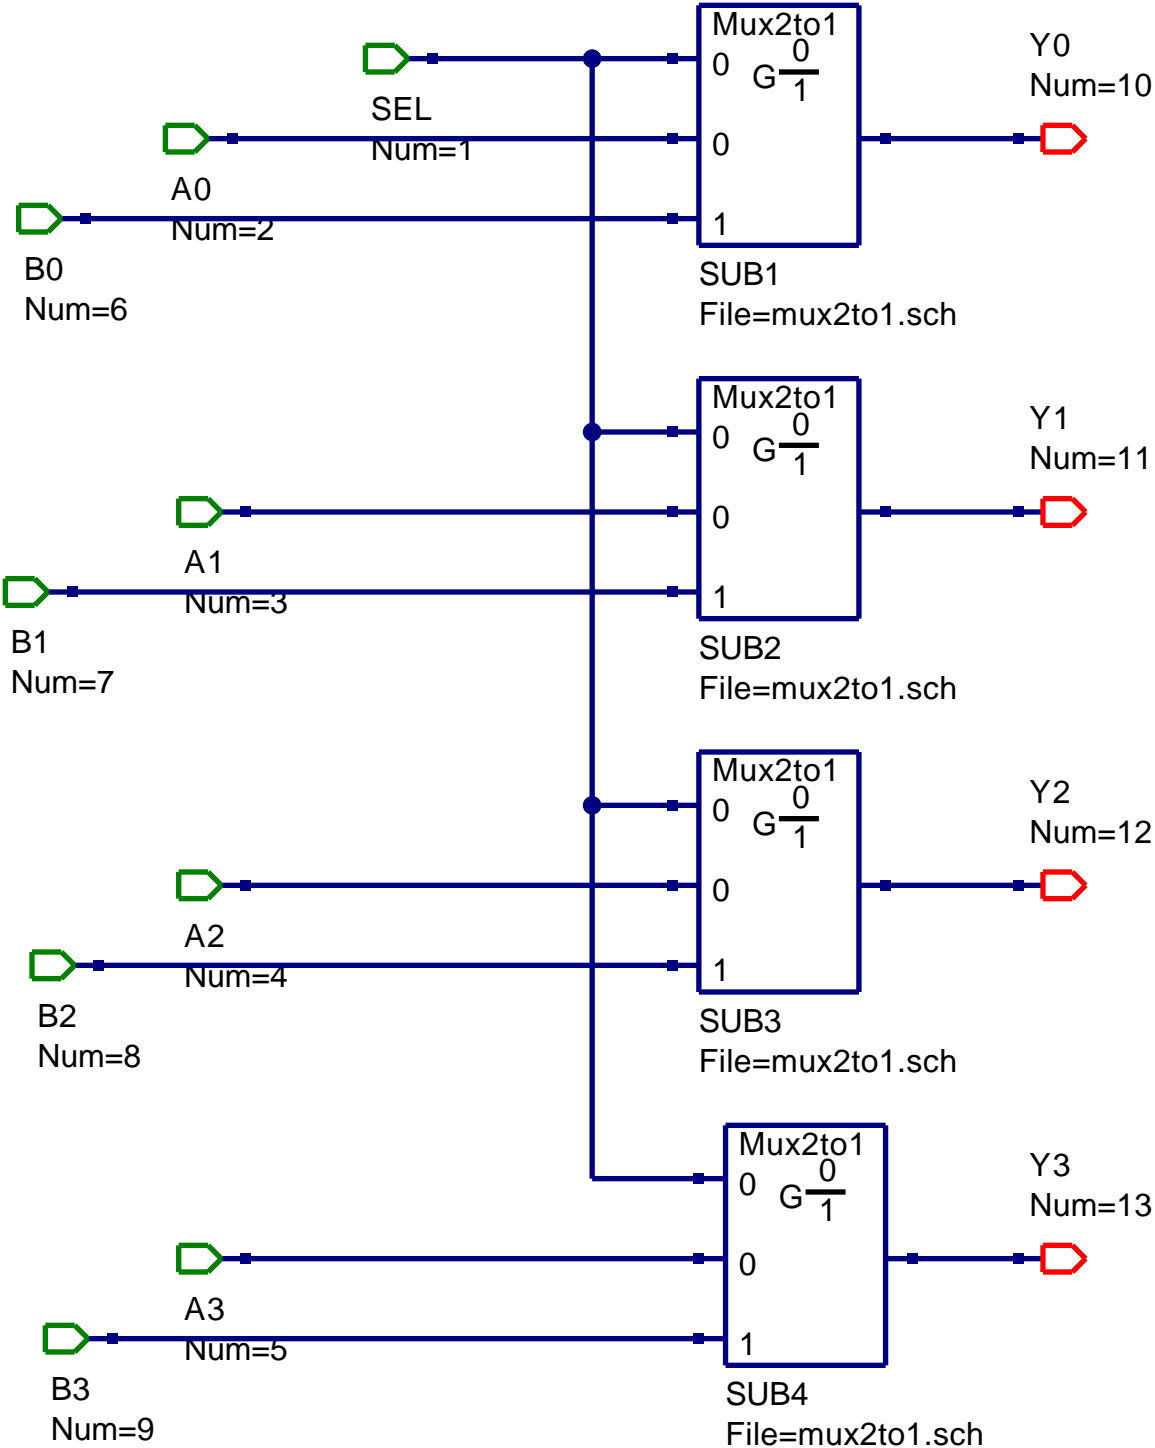 Mux2to1
0
0
G
1
0
1
SUB1
File=mux2to1.sch
SEL
Num=1
A0
Num=2
B0
Num=6
Y0
Num=10
Mux2to1
0
0
G
1
0
1
SUB2
File=mux2to1.sch
A1
Num=3
B1
Num=7
Y1
Num=11
Mux2to1
0
0
G
1
0
1
SUB3
File=mux2to1.sch
A2
Num=4
B2
Num=8
Y2
Num=12
Mux2to1
0
0
G
1
0
1
SUB4
File=mux2to1.sch
A3
Num=5
B3
Num=9
Y3
Num=13